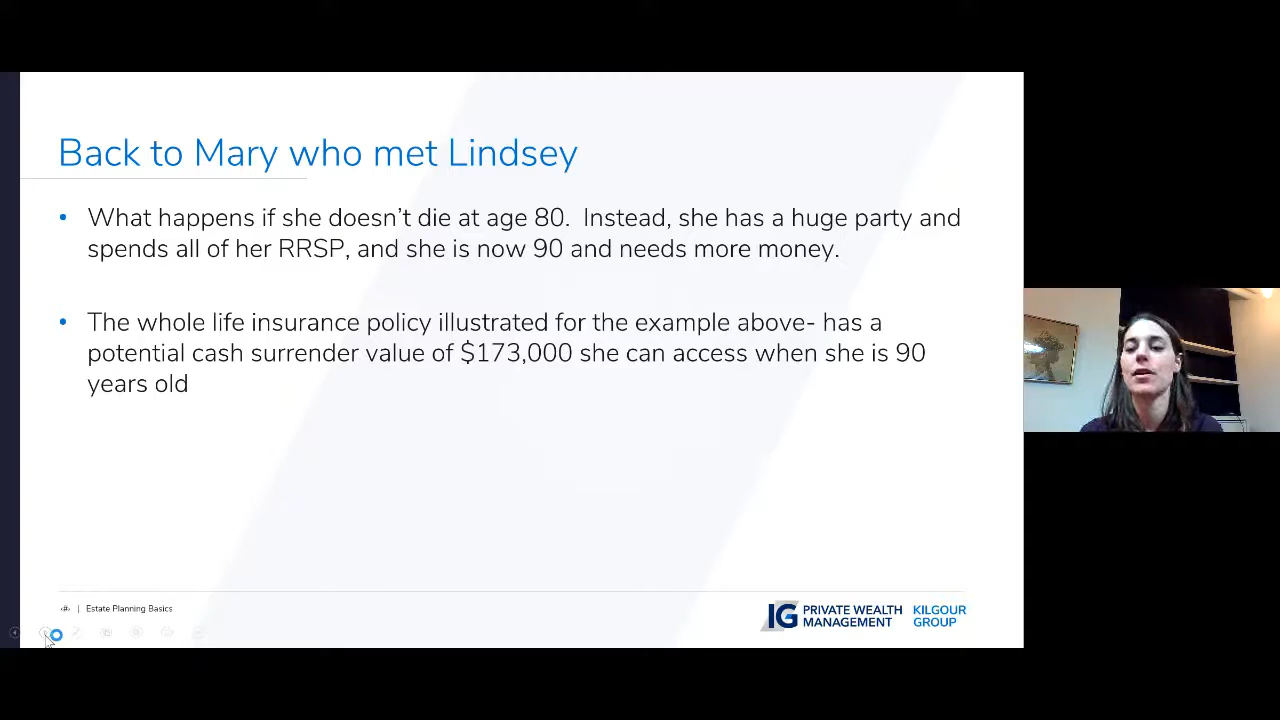 Back to Mary who met Lindsey
• What happens if she doesn't die at age 80.  Instead, she has a huge party and
spends all of her RRSP, and she is now 90 and needs more money.
• The whole life insurance policy illustrated for the example above- has a
potential cash surrender value of $173,000 she can access when she is 90
years old
‹#› | Estate Planning Basics
IG PRIVATE WEALTH
MANAGEMENT
KILGOUR
GROUP